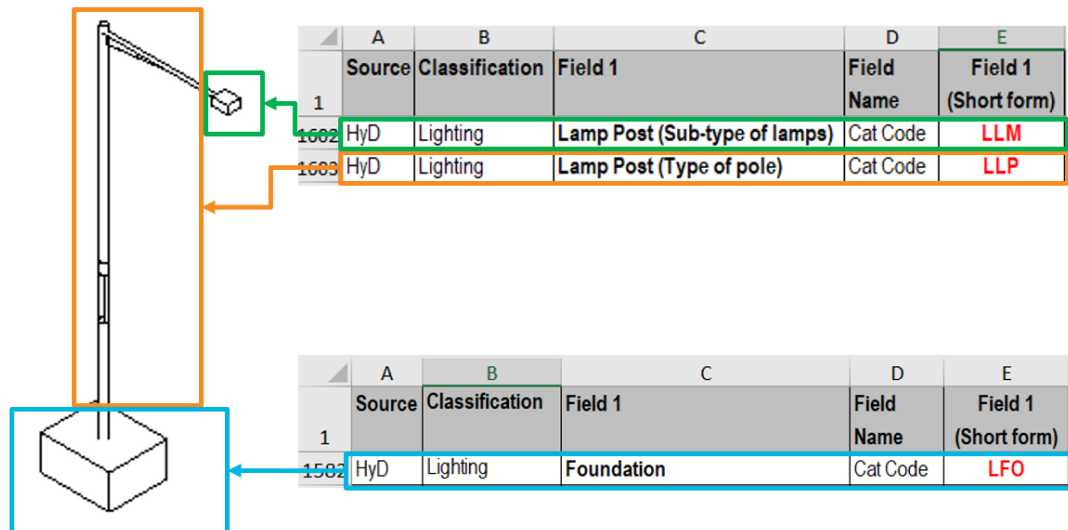 A B C D E
1 Source Classification Field 1 Field Name Field 1 (Short form)
1602 HyD Lighting Lamp Post (Sub-type of lamps) Cat Code LLM
1603 HyD Lighting Lamp Post (Type of pole) Cat Code LLP
A B C D E
1 Source Classification Field 1 Field Name Field 1 (Short form)
1582 HyD Lighting Foundation Cat Code LFO